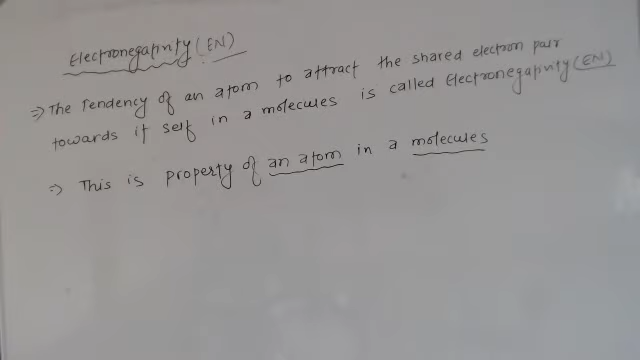 Electronegativity (EN)
⇒ The Tendency of an atom to attract the shared electron pair
towards it self in a molecules is called Electronegativity (EN)
⇒ This is property of an atom in a molecules